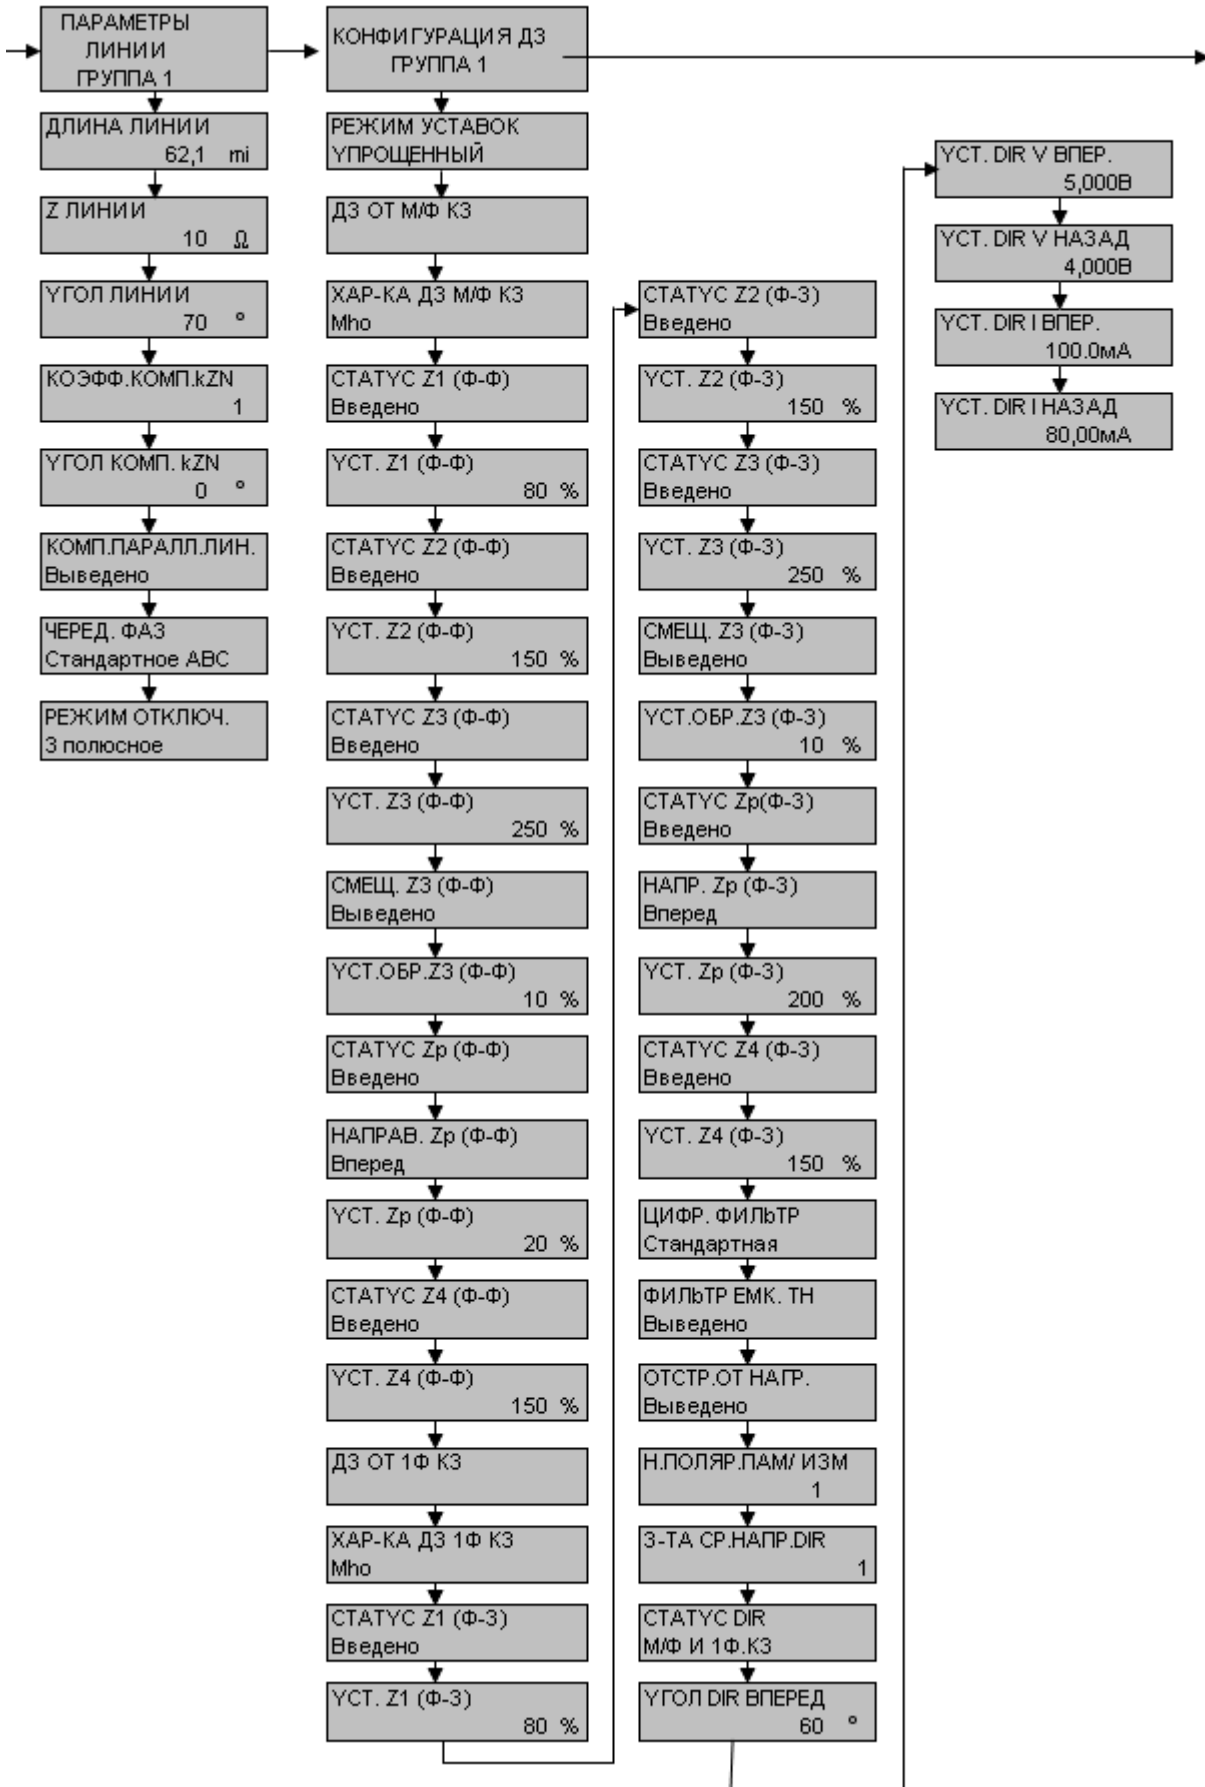 ПАРАМЕТРЫ
ЛИНИИ
ГРУППА 1
ДЛИНА ЛИНИИ
62,1 mi
Z ЛИНИИ
10 Ω
УГОЛ ЛИНИИ
70 °
КОЭФФ.КОМП.kZN
1
УГОЛ КОМП. kZN
0 °
КОМП.ПАРАЛЛ.ЛИН.
Выведено
ЧЕРЕД. ФАЗ
Стандартное ABC
РЕЖИМ ОТКЛЮЧ.
3 полюсное
КОНФИГУРАЦИЯ ДЗ
ГРУППА 1
РЕЖИМ УСТАВОК
УПРОЩЕННЫЙ
ДЗ ОТ М/Ф КЗ
ХАР-КА ДЗ М/Ф КЗ
Mho
СТАТУС Z1 (Ф-Ф)
Введено
УСТ. Z1 (Ф-Ф)
80 %
СТАТУС Z2 (Ф-Ф)
Введено
УСТ. Z2 (Ф-Ф)
150 %
СТАТУС Z3 (Ф-Ф)
Введено
УСТ. Z3 (Ф-Ф)
250 %
СМЕЩ. Z3 (Ф-Ф)
Выведено
УСТ.ОБР.Z3 (Ф-Ф)
10 %
СТАТУС Zp (Ф-Ф)
Введено
НАПРАВ. Zp (Ф-Ф)
Вперед
УСТ. Zp (Ф-Ф)
20 %
СТАТУС Z4 (Ф-Ф)
Введено
УСТ. Z4 (Ф-Ф)
150 %
ДЗ ОТ 1Ф КЗ
ХАР-КА ДЗ 1Ф КЗ
Mho
СТАТУС Z1 (Ф-З)
Введено
УСТ. Z1 (Ф-З)
80 %
СТАТУС Z2 (Ф-З)
Введено
УСТ. Z2 (Ф-З)
150 %
СТАТУС Z3 (Ф-З)
Введено
УСТ. Z3 (Ф-З)
250 %
СМЕЩ. Z3 (Ф-З)
Выведено
УСТ.ОБР.Z3 (Ф-З)
10 %
СТАТУС Zp(Ф-З)
Введено
НАПР. Zp (Ф-З)
Вперед
УСТ. Zp (Ф-З)
200 %
СТАТУС Z4 (Ф-З)
Введено
УСТ. Z4 (Ф-З)
150 %
ЦИФР. ФИЛЬТР
Стандартная
ФИЛЬТР ЕМК. ТН
Выведено
ОТСТР.ОТ НАГР.
Выведено
Н.ПОЛЯР.ПАМ/ ИЗМ
1
З-ТА СР.НАПР.DIR
1
СТАТУС DIR
М/Ф И 1Ф.КЗ
УГОЛ DIR ВПЕРЕД
60 °
УСТ. DIR V ВПЕР.
5,000В
УСТ. DIR V НАЗАД
4,000В
УСТ. DIR I ВПЕР.
100.0мА
УСТ. DIR I НАЗАД
80,00мА